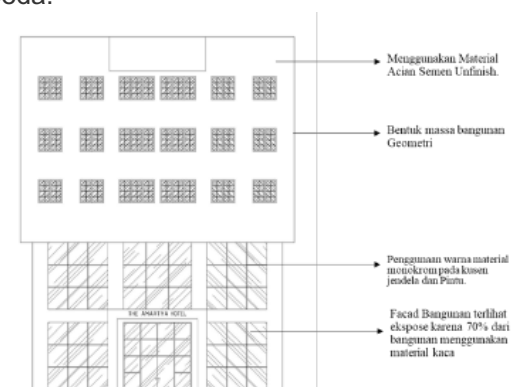 Menggunakan Material
Acian Semen Unfinish.
Bentuk massa bangunan
Geometri
Penggunaan warna material
monokrom pada kusen
jendela dan Pintu.
THE AMARTYA HOTEL
Facad Bangunan terlihat
ekspose karena 70% dari
bangunan menggunakan
material kaca